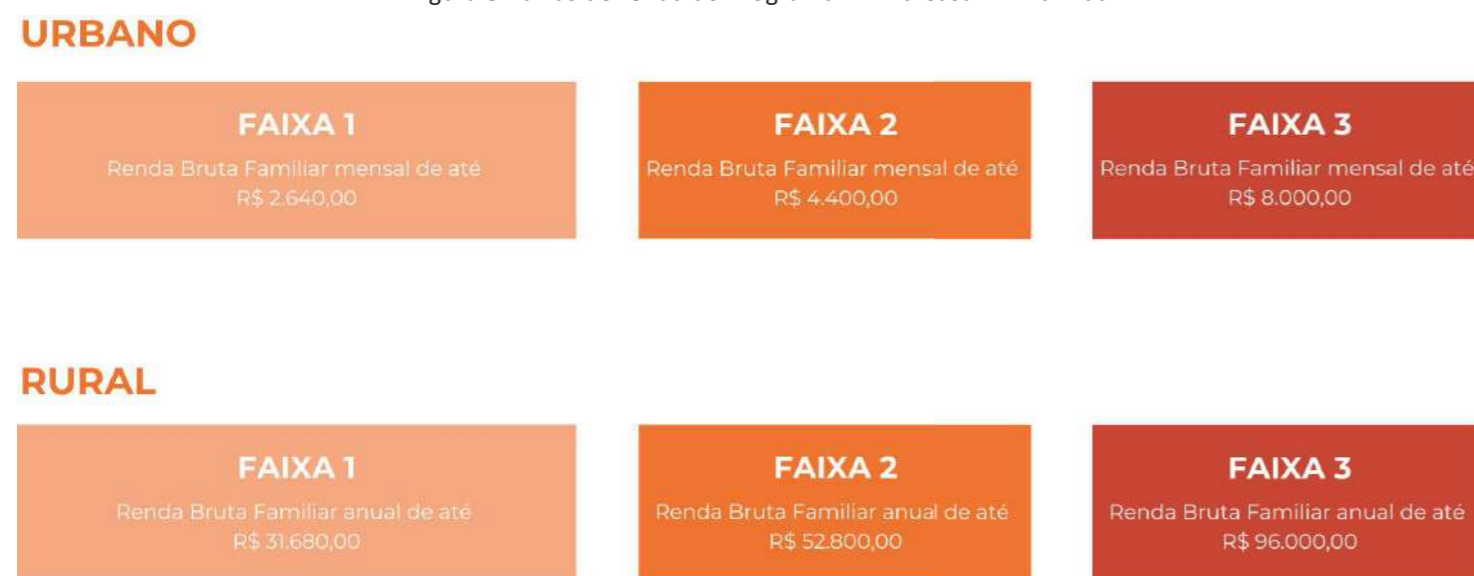 URBANO
FAIXA 1
Renda Bruta Familiar mensal de até
R$ 2.640,00
FAIXA 2
Renda Bruta Familiar mensal de até
R$ 4.400,00
FAIXA 3
Renda Bruta Familiar mensal de até
R$ 8.000,00
RURAL
FAIXA 1
Renda Bruta Familiar anual de até
R$ 31.680,00
FAIXA 2
Renda Bruta Familiar anual de até
R$ 52.800,00
FAIXA 3
Renda Bruta Familiar anual de até
R$ 96.000,00